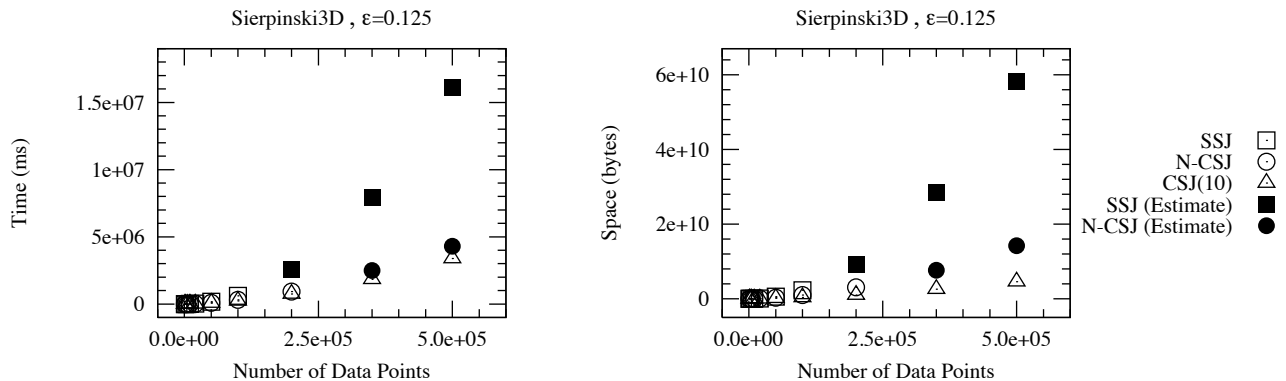 Sierpinski3D , ε=0.125
Time (ms)
1.5e+07
1e+07
5e+06
0
0.0e+00 2.5e+05 5.0e+05
Number of Data Points
Sierpinski3D , ε=0.125
Space (bytes)
6e+10
4e+10
2e+10
0
0.0e+00 2.5e+05 5.0e+05
Number of Data Points
SSJ
N-CSJ
CSJ(10)
SSJ (Estimate)
N-CSJ (Estimate)